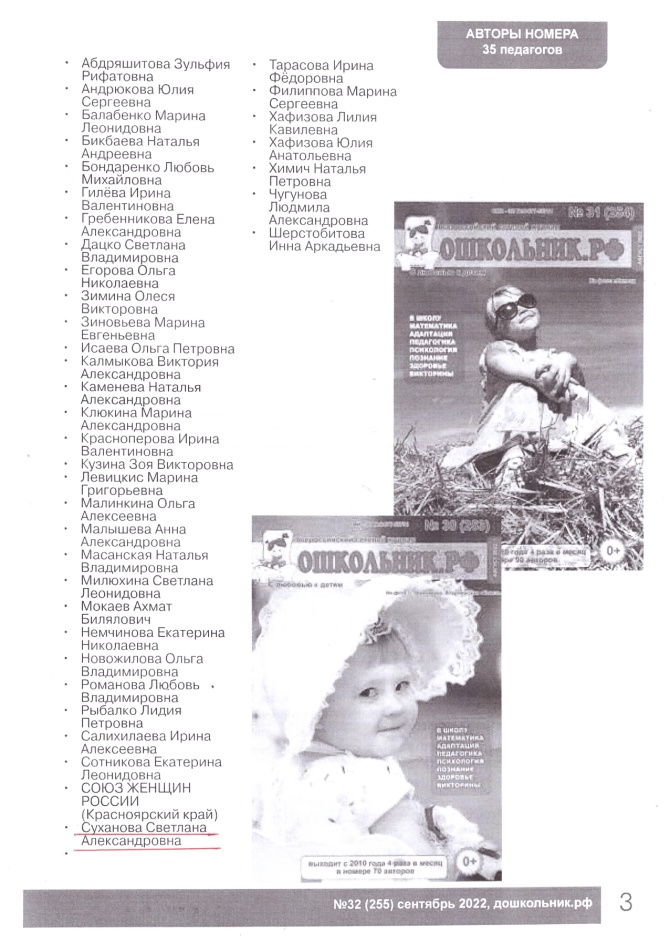 АВТОРЫ НОМЕРА
35 педагогов
• Абдряшитова Зульфия
Рифатовна
• Андрюкова Юлия
Сергеевна
• Балабенко Марина
Леонидовна
• Бикбаева Наталья
Андреевна
• Бондаренко Любовь
Михайловна
• Гилёва Ирина
Валентиновна
• Гребенникова Елена
Александровна
• Дацко Светлана
Владимировна
• Егорова Ольга
Николаевна
• Зимина Олеся
Викторовна
• Зиновьева Марина
Евгеньевна
• Исаева Ольга Петровна
• Калмыкова Виктория
Александровна
• Каменева Наталья
Александровна
• Клюкина Марина
Александровна
• Красноперова Ирина
Валентиновна
• Кузина Зоя Викторовна
• Левицкис Марина
Григорьевна
• Малинкина Ольга
Алексеевна
• Малышева Анна
Александровна
• Масанская Наталья
Владимировна
• Милюхина Светлана
Леонидовна
• Мокаев Ахмат
Билялович
• Немчинова Екатерина
Николаевна
• Новожилова Ольга
Владимировна
• Романова Любовь
Владимировна
• Рыбалко Лидия
Петровна
• Салихилаева Ирина
Алексеевна
• Сотникова Екатерина
Леонидовна
• СОЮЗ ЖЕНЩИН
РОССИИ
(Красноярский край)
• Суханова Светлана
Александровна
•
• Тарасова Ирина
Фёдоровна
• Филиппова Марина
Сергеевна
• Хафизова Лилия
Кавилевна
• Хафизова Юлия
Анатольевна
• Химич Наталья
Петровна
• Чугунова
Людмила
Александровна
• Шерстобитова
Инна Аркадьевна
№ 31 (254)
ОШКОЛЬНИК.РФ
С любовью к детям
В ШКОЛУ
МАТЕМАТИКА
АДАПТАЦИЯ
ПЕДАГОГИКА
ПСИХОЛОГИЯ
ПОЗНАНИЕ
ЗДОРОВЬЕ
ВИКТОРИНЫ
10 года 4 раза в месяц
ре 90 авторов
0+
№ 30 (253)
ОШКОЛЬНИК.РФ
С любовью к детям
В ШКОЛУ
МАТЕМАТИКА
АДАПТАЦИЯ
ПЕДАГОГИКА
ПСИХОЛОГИЯ
ПОЗНАНИЕ
ЗДОРОВЬЕ
ВИКТОРИНЫ
выходит с 2010 года 4 раза в месяц
в номере 70 авторов
0+
№32 (255) сентябрь 2022, дошкольник.рф
3